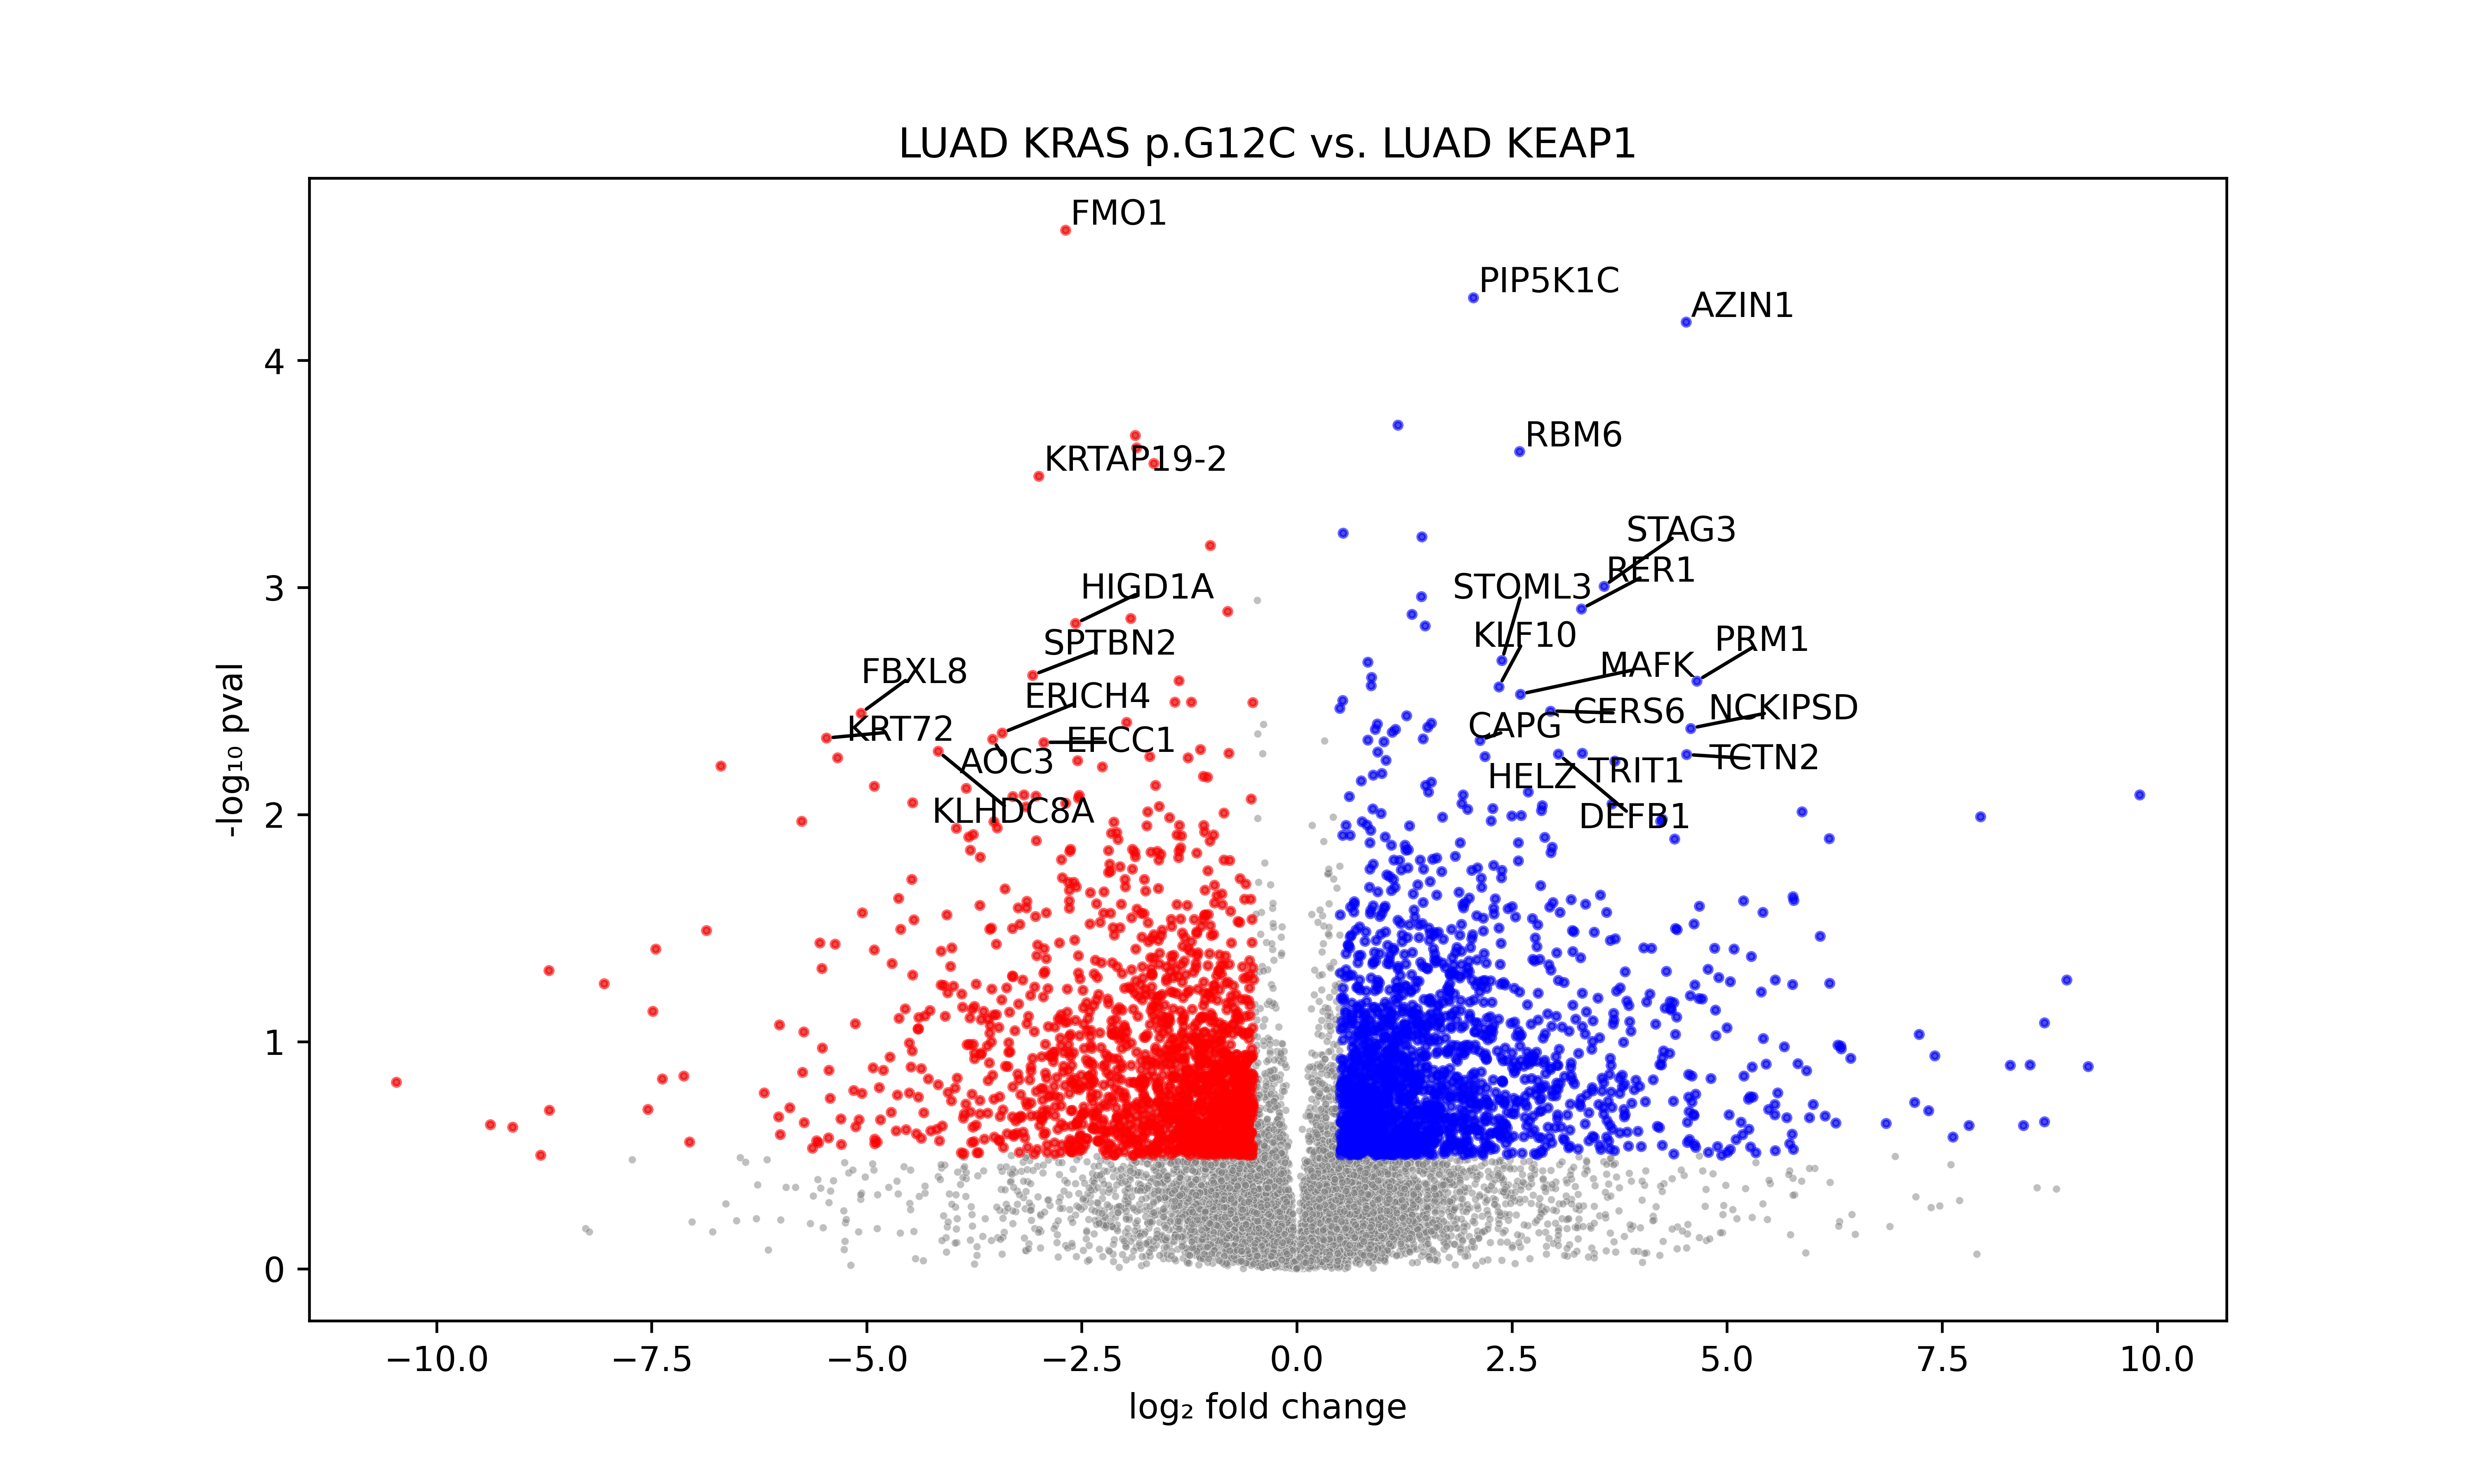 LUAD KRAS p.G12C vs. LUAD KEAP1
FMO1
PIP5K1C
AZIN1
RBM6
KRTAP19-2
STAG3
RER1
HIGD1A
STOML3
KLF10
SPTBN2
PRM1
MAFK
FBXL8
ERICH4
NCKIPSD
CERS6
CAPG
KRT72
EFCC1
TCTN2
AOC3
HELZ
TRIT1
KLHDC8A
DEFB1
4
3
2
1
0
-log₁₀ pval
−10.0
−7.5
−5.0
−2.5
0.0
2.5
5.0
7.5
10.0
log₂ fold change